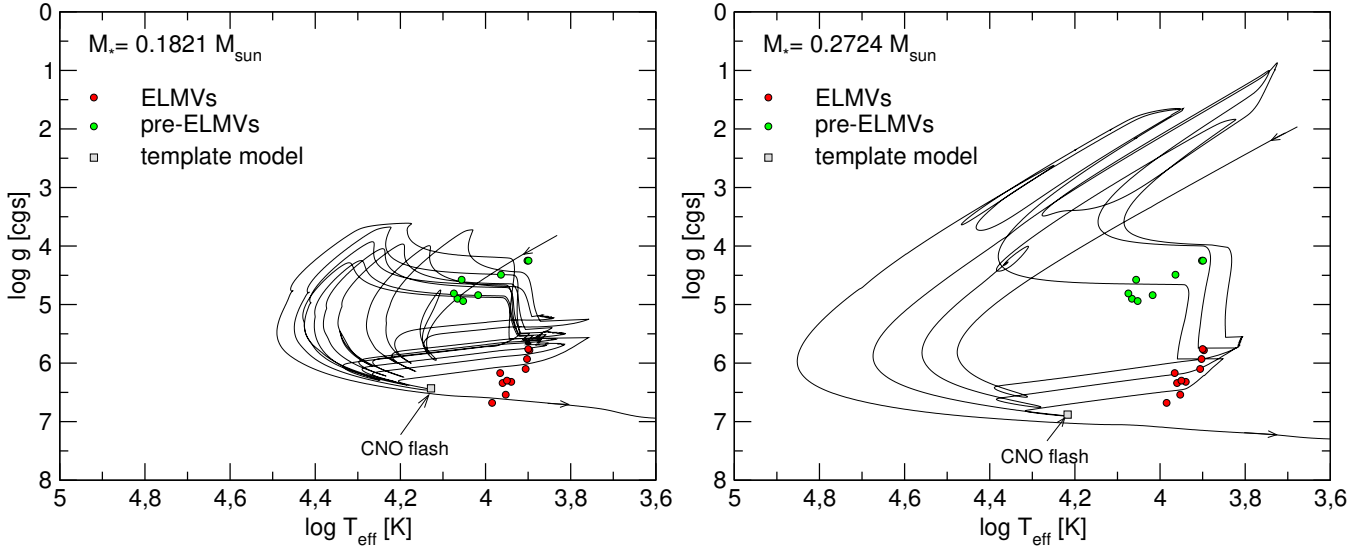 M* = 0.1821 Msun
ELMVs
pre-ELMVs
template model
CNO flash
log g [cgs]
0
1
2
3
4
5
6
7
8
5
4,8
4,6
4,4
4,2
4
3,8
3,6
log Teff [K]
M* = 0.2724 Msun
ELMVs
pre-ELMVs
template model
CNO flash
log g [cgs]
0
1
2
3
4
5
6
7
8
5
4,8
4,6
4,4
4,2
4
3,8
3,6
log Teff [K]